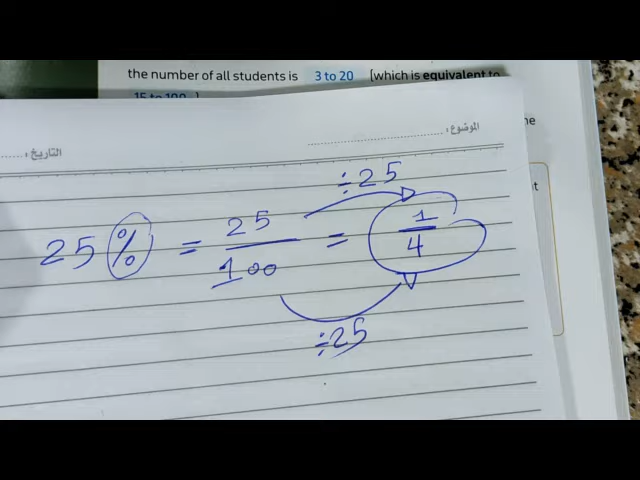 the number of all students is 3 to 20 [which is equivalent to
15 to 100 ]
الموضوع:
التاريخ:
÷25
25 % = 25/100 = 1/4
÷25